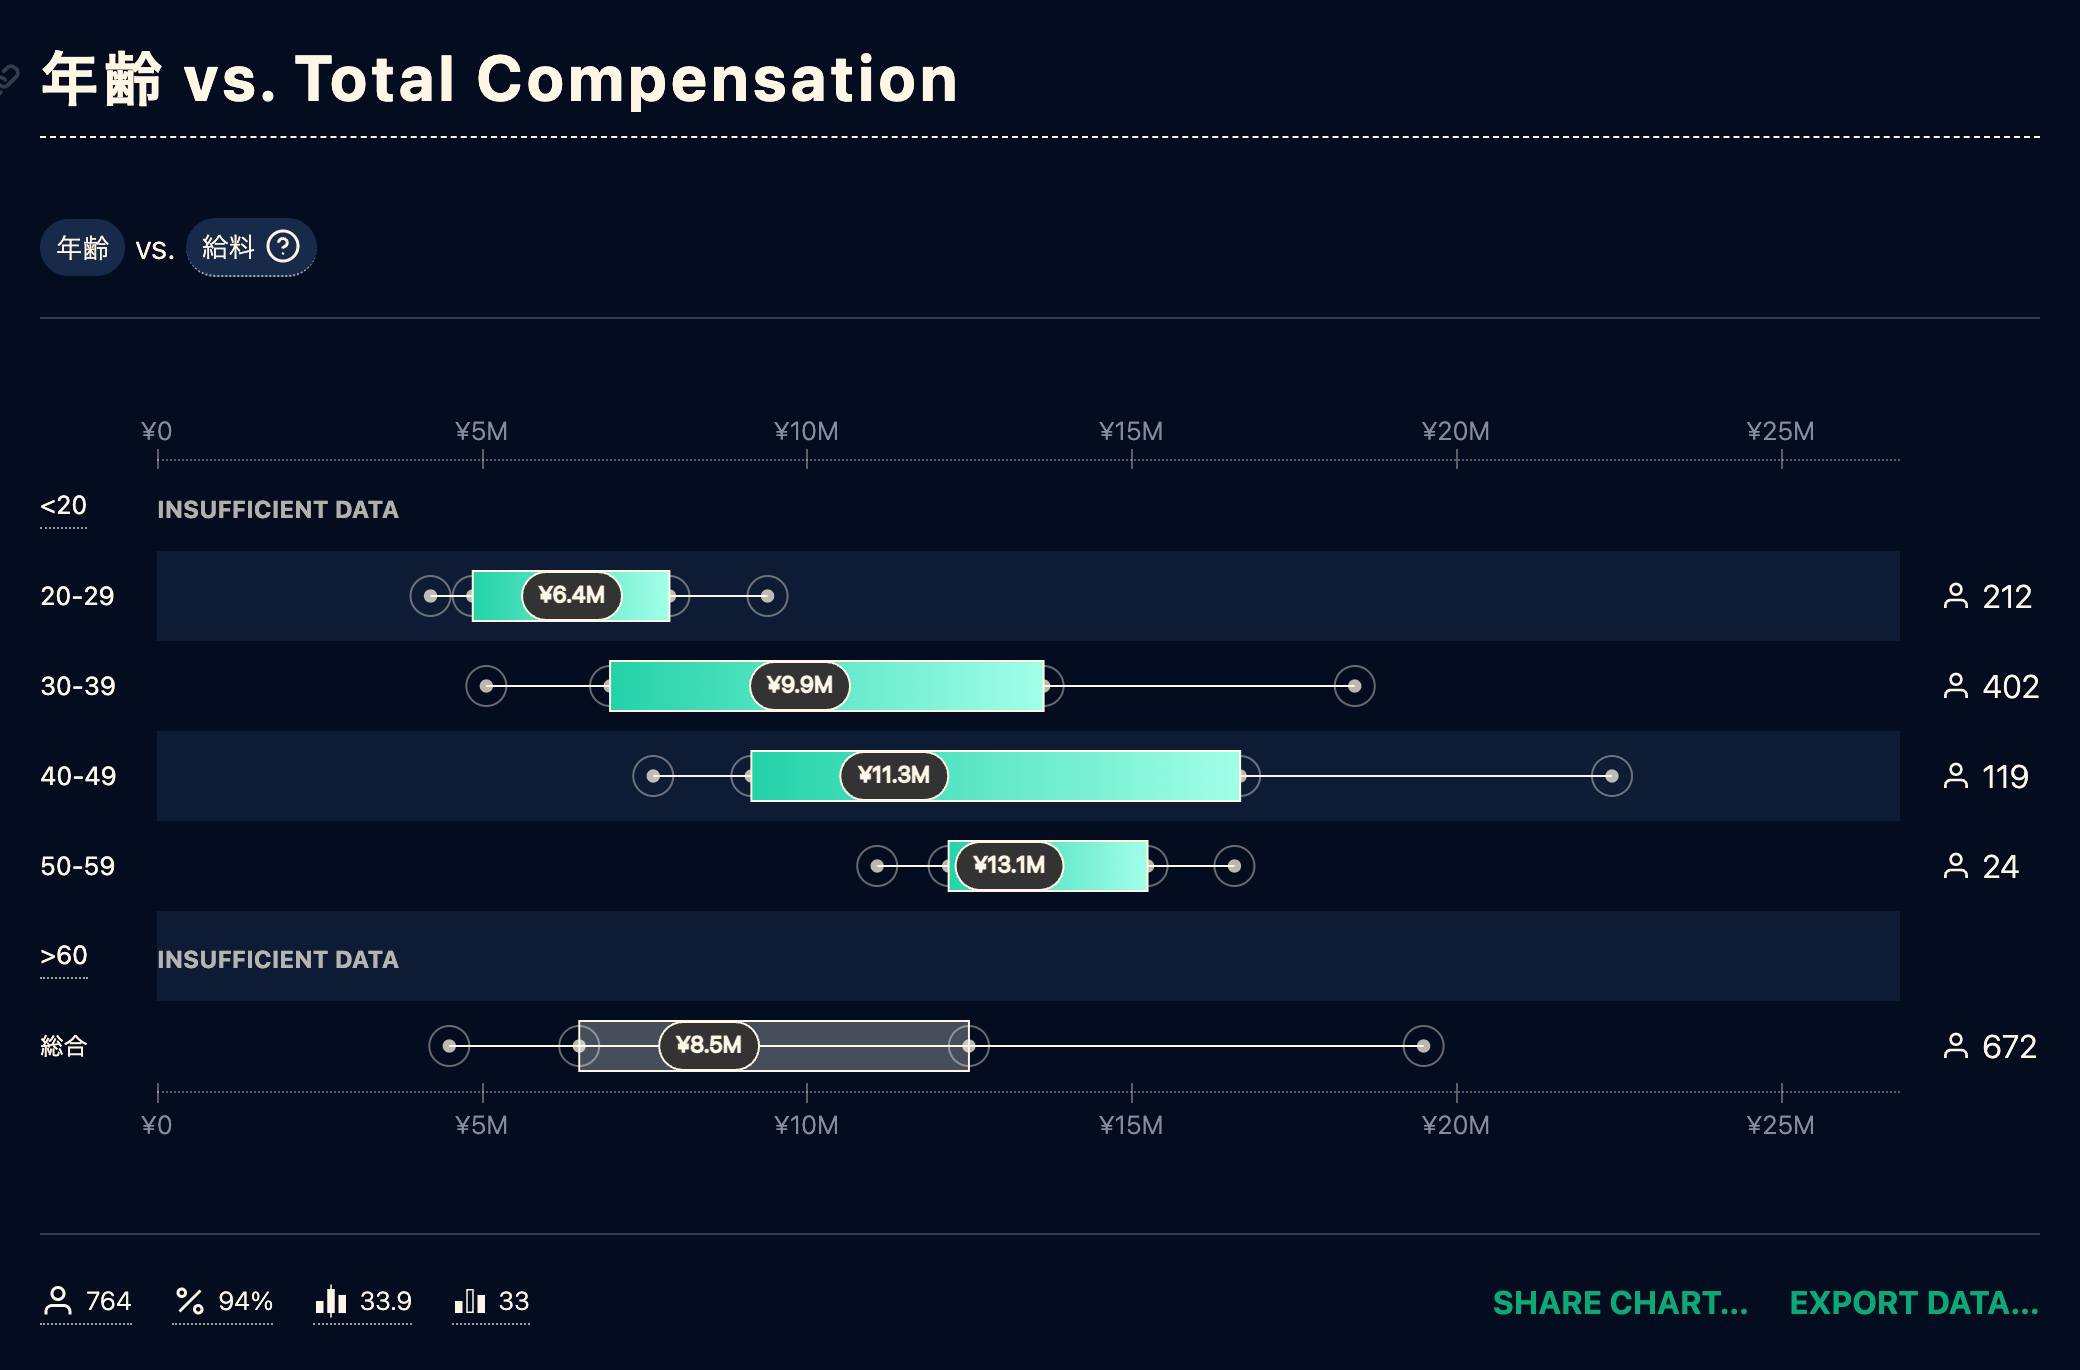 年齢 vs. Total Compensation
年齢 vs. 給料 ?
¥0 ¥5M ¥10M ¥15M ¥20M ¥25M
<20 INSUFFICIENT DATA
20-29 ¥6.4M 212
30-39 ¥9.9M 402
40-49 ¥11.3M 119
50-59 ¥13.1M 24
>60 INSUFFICIENT DATA
総合 ¥8.5M 672
¥0 ¥5M ¥10M ¥15M ¥20M ¥25M
764 % 94% 33.9 33 SHARE CHART... EXPORT DATA...